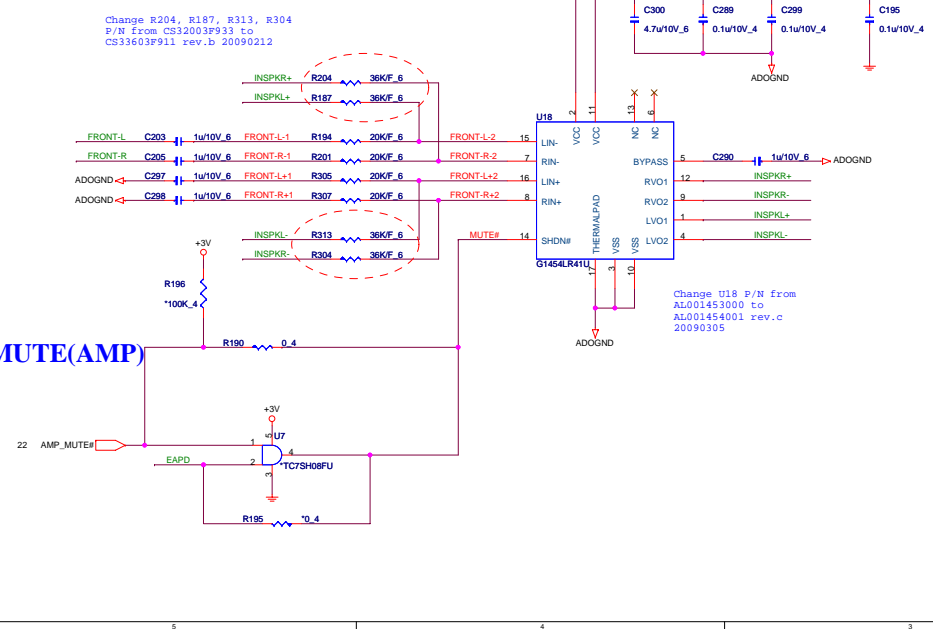 Change R204, R187, R313, R304
P/N from CS32003F933 to
CS33603F911 rev.b 20090212
C300
4.7u/10V_6
C289
0.1u/10V_4
C299
0.1u/10V_4
C195
0.1u/10V_4
ADOGND
INSPKR+ R204 36K/F_6
INSPKL+ R187 36K/F_6
U18
2 11 13 6
VCC VCC NC NC
FRONT-L C203 1u/10V_6 FRONT-L-1 R194 20K/F_6 FRONT-L-2 15 LIN-
FRONT-R C205 1u/10V_6 FRONT-R-1 R201 20K/F_6 FRONT-R-2 7 RIN-
BYPASS 5 C290 1u/10V_6 ADOGND
ADOGND C297 1u/10V_6 FRONT-L+1 R305 20K/F_6 FRONT-L+2 16 LIN+
RVO1 12 INSPKR+
ADOGND C298 1u/10V_6 FRONT-R+1 R307 20K/F_6 FRONT-R+2 8 RIN+
RVO2 9 INSPKR-
LVO1 1 INSPKL+
INSPKL- R313 36K/F_6
MUTE# 14 SHDN#
LVO2 4 INSPKL-
INSPKR- R304 36K/F_6
THERMALPAD VSS VSS
G1454LR41U
17 3 10
ADOGND
Change U18 P/N from
AL001453000 to
AL001454001 rev.c
20090305
+3V
R196
*100K_4
MUTE(AMP)
R190 0_4
+3V
5 U7
22 AMP_MUTE# 1
4
EAPD 2
*TC7SH08FU
3
R195 *0_4
5 4 3